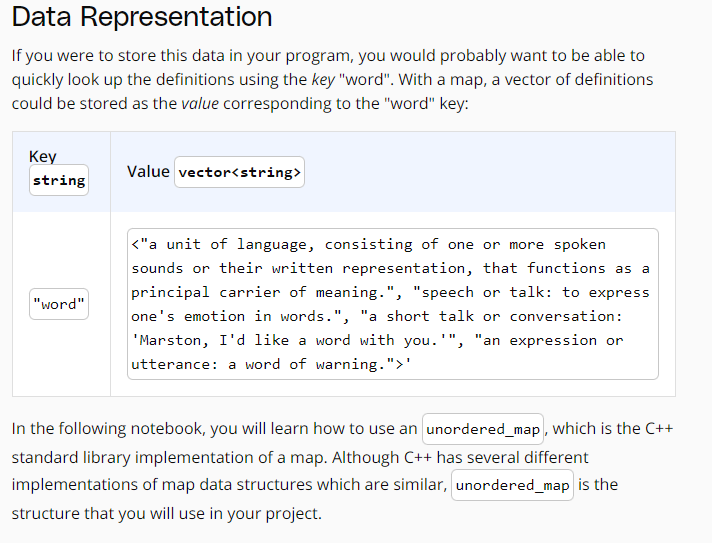 Data Representation
If you were to store this data in your program, you would probably want to be able to
quickly look up the definitions using the key "word". With a map, a vector of definitions
could be stored as the value corresponding to the "word" key:
Key
string
Value vector<string>
"word"
<"a unit of language, consisting of one or more spoken
sounds or their written representation, that functions as a
principal carrier of meaning.", "speech or talk: to express
one's emotion in words.", "a short talk or conversation:
'Marston, I'd like a word with you.'", "an expression or
utterance: a word of warning.">'
In the following notebook, you will learn how to use an unordered_map, which is the C++
standard library implementation of a map. Although C++ has several different
implementations of map data structures which are similar, unordered_map is the
structure that you will use in your project.